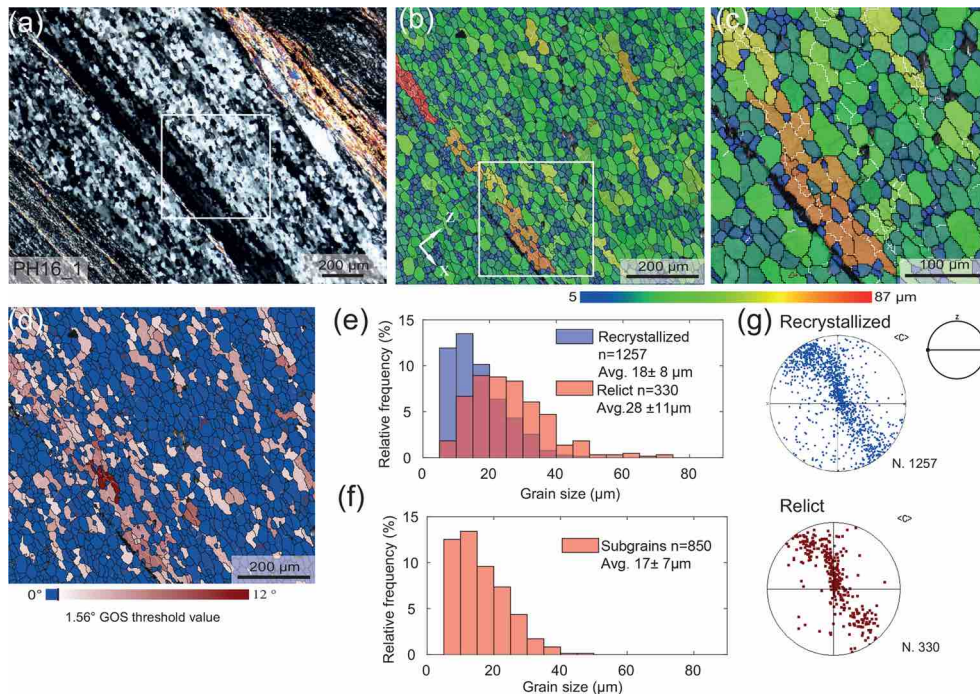 (a)
PH16_1
200 µm
(b)
z
x
200 µm
(c)
100 µm
5
87 µm
(d)
200 µm
0°
12 °
1.56° GOS threshold value
(e)
Relative frequency (%)
15
10
5
0
Recrystallized
n=1257
Avg. 18± 8 µm
Relict n=330
Avg.28 ±11µm
0
20
40
60
80
Grain size (µm)
(f)
Relative frequency (%)
15
10
5
0
Subgrains n=850
Avg. 17± 7µm
0
20
40
60
80
Grain size (µm)
(g)
Recrystallized
<c>
z
N. 1257
Relict
<c>
N. 330